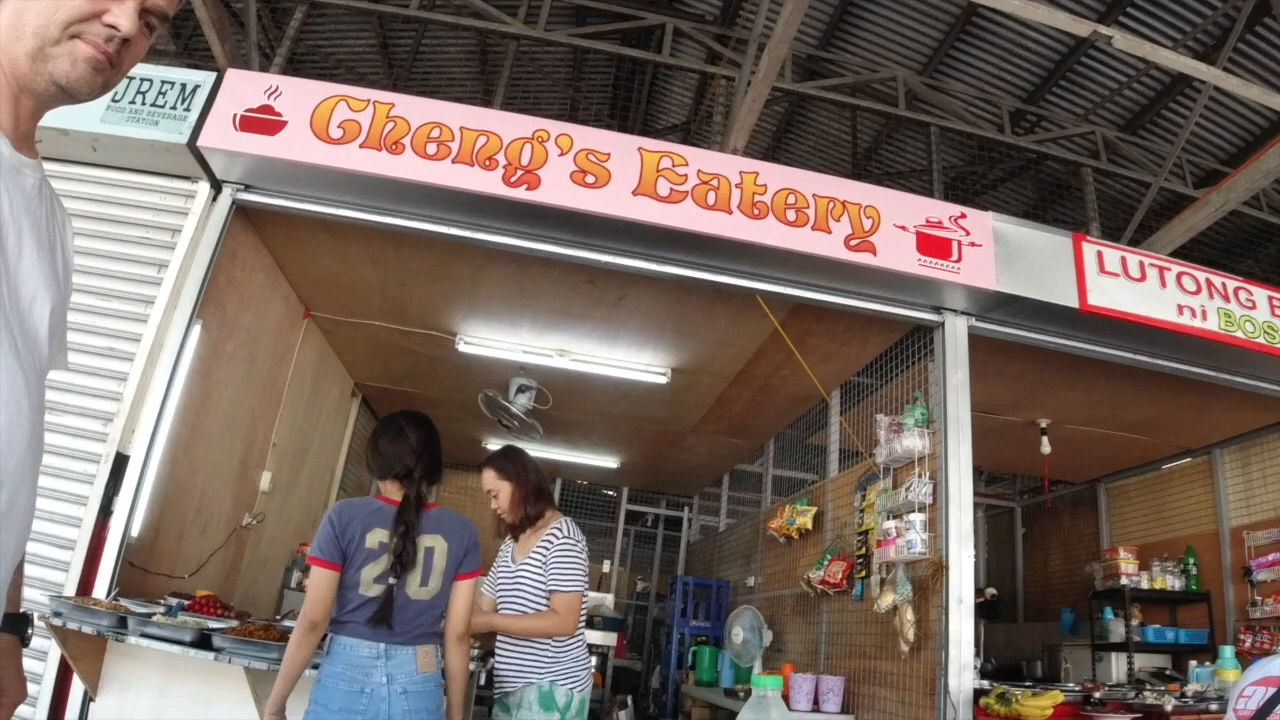 JREM
FOOD AND BEVERAGE
STATION
Cheng's Eatery
LUTONG
ni BOS
20